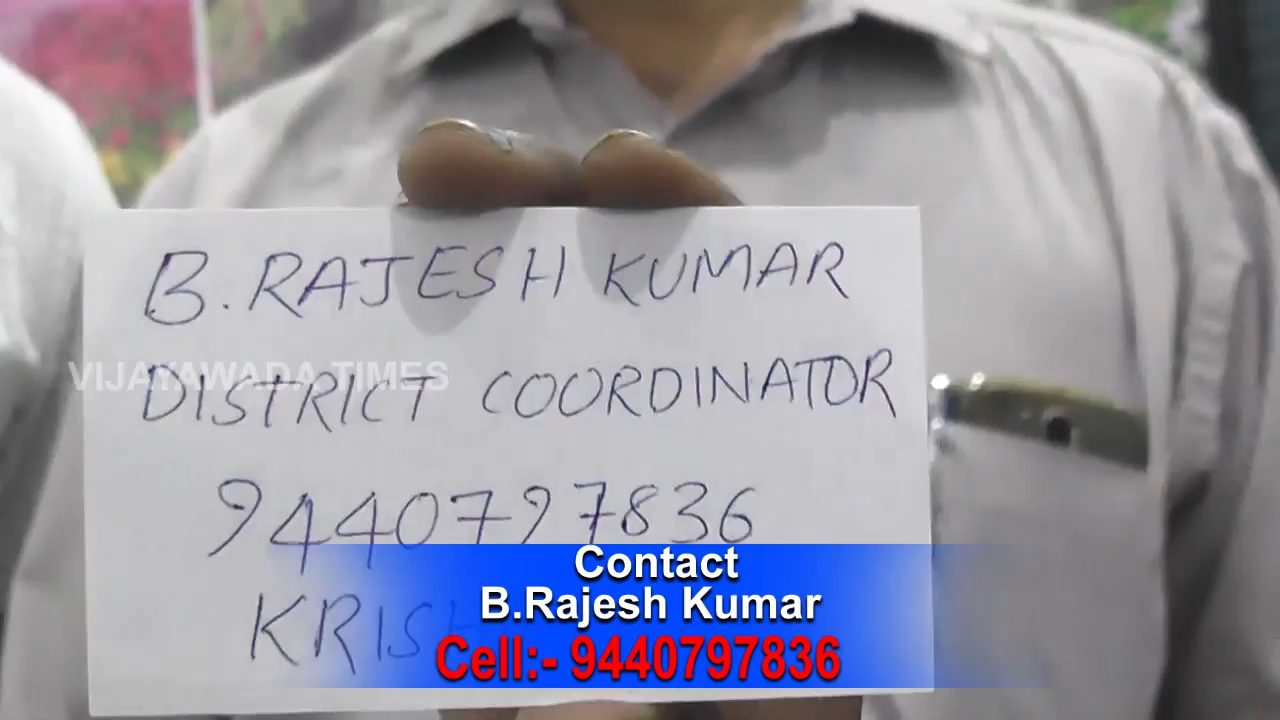 B. RAJESH KUMAR
VIJAYAWADA TIMES
DISTRICT COORDINATOR
9440797836
Contact
B.Rajesh Kumar
Cell:- 9440797836